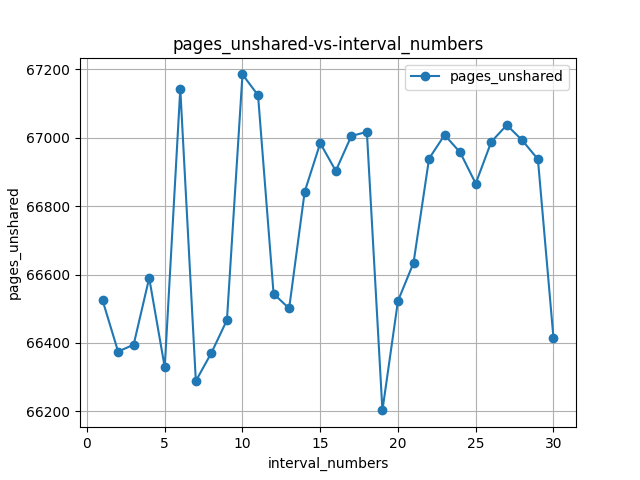 pages_unshared-vs-interval_numbers
pages_unshared
67200
67000
66800
66600
66400
66200
pages_unshared
0 5 10 15 20 25 30
interval_numbers